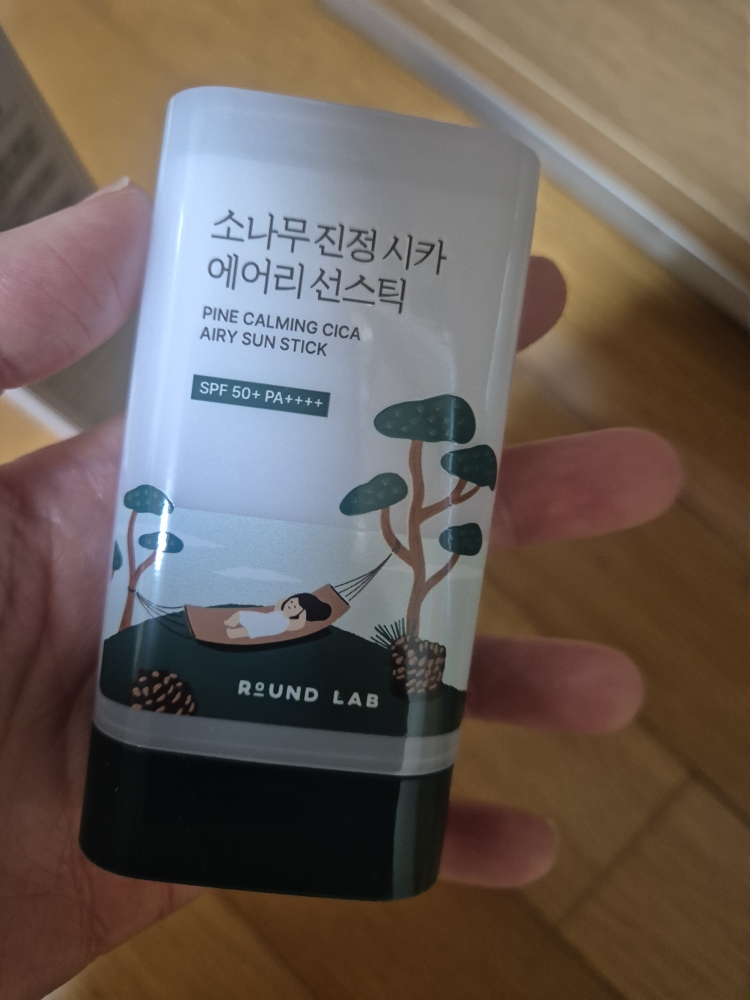 소나무 진정 시카
에어리 선스틱
PINE CALMING CICA
AIRY SUN STICK
SPF 50+ PA++++
ROUND LAB